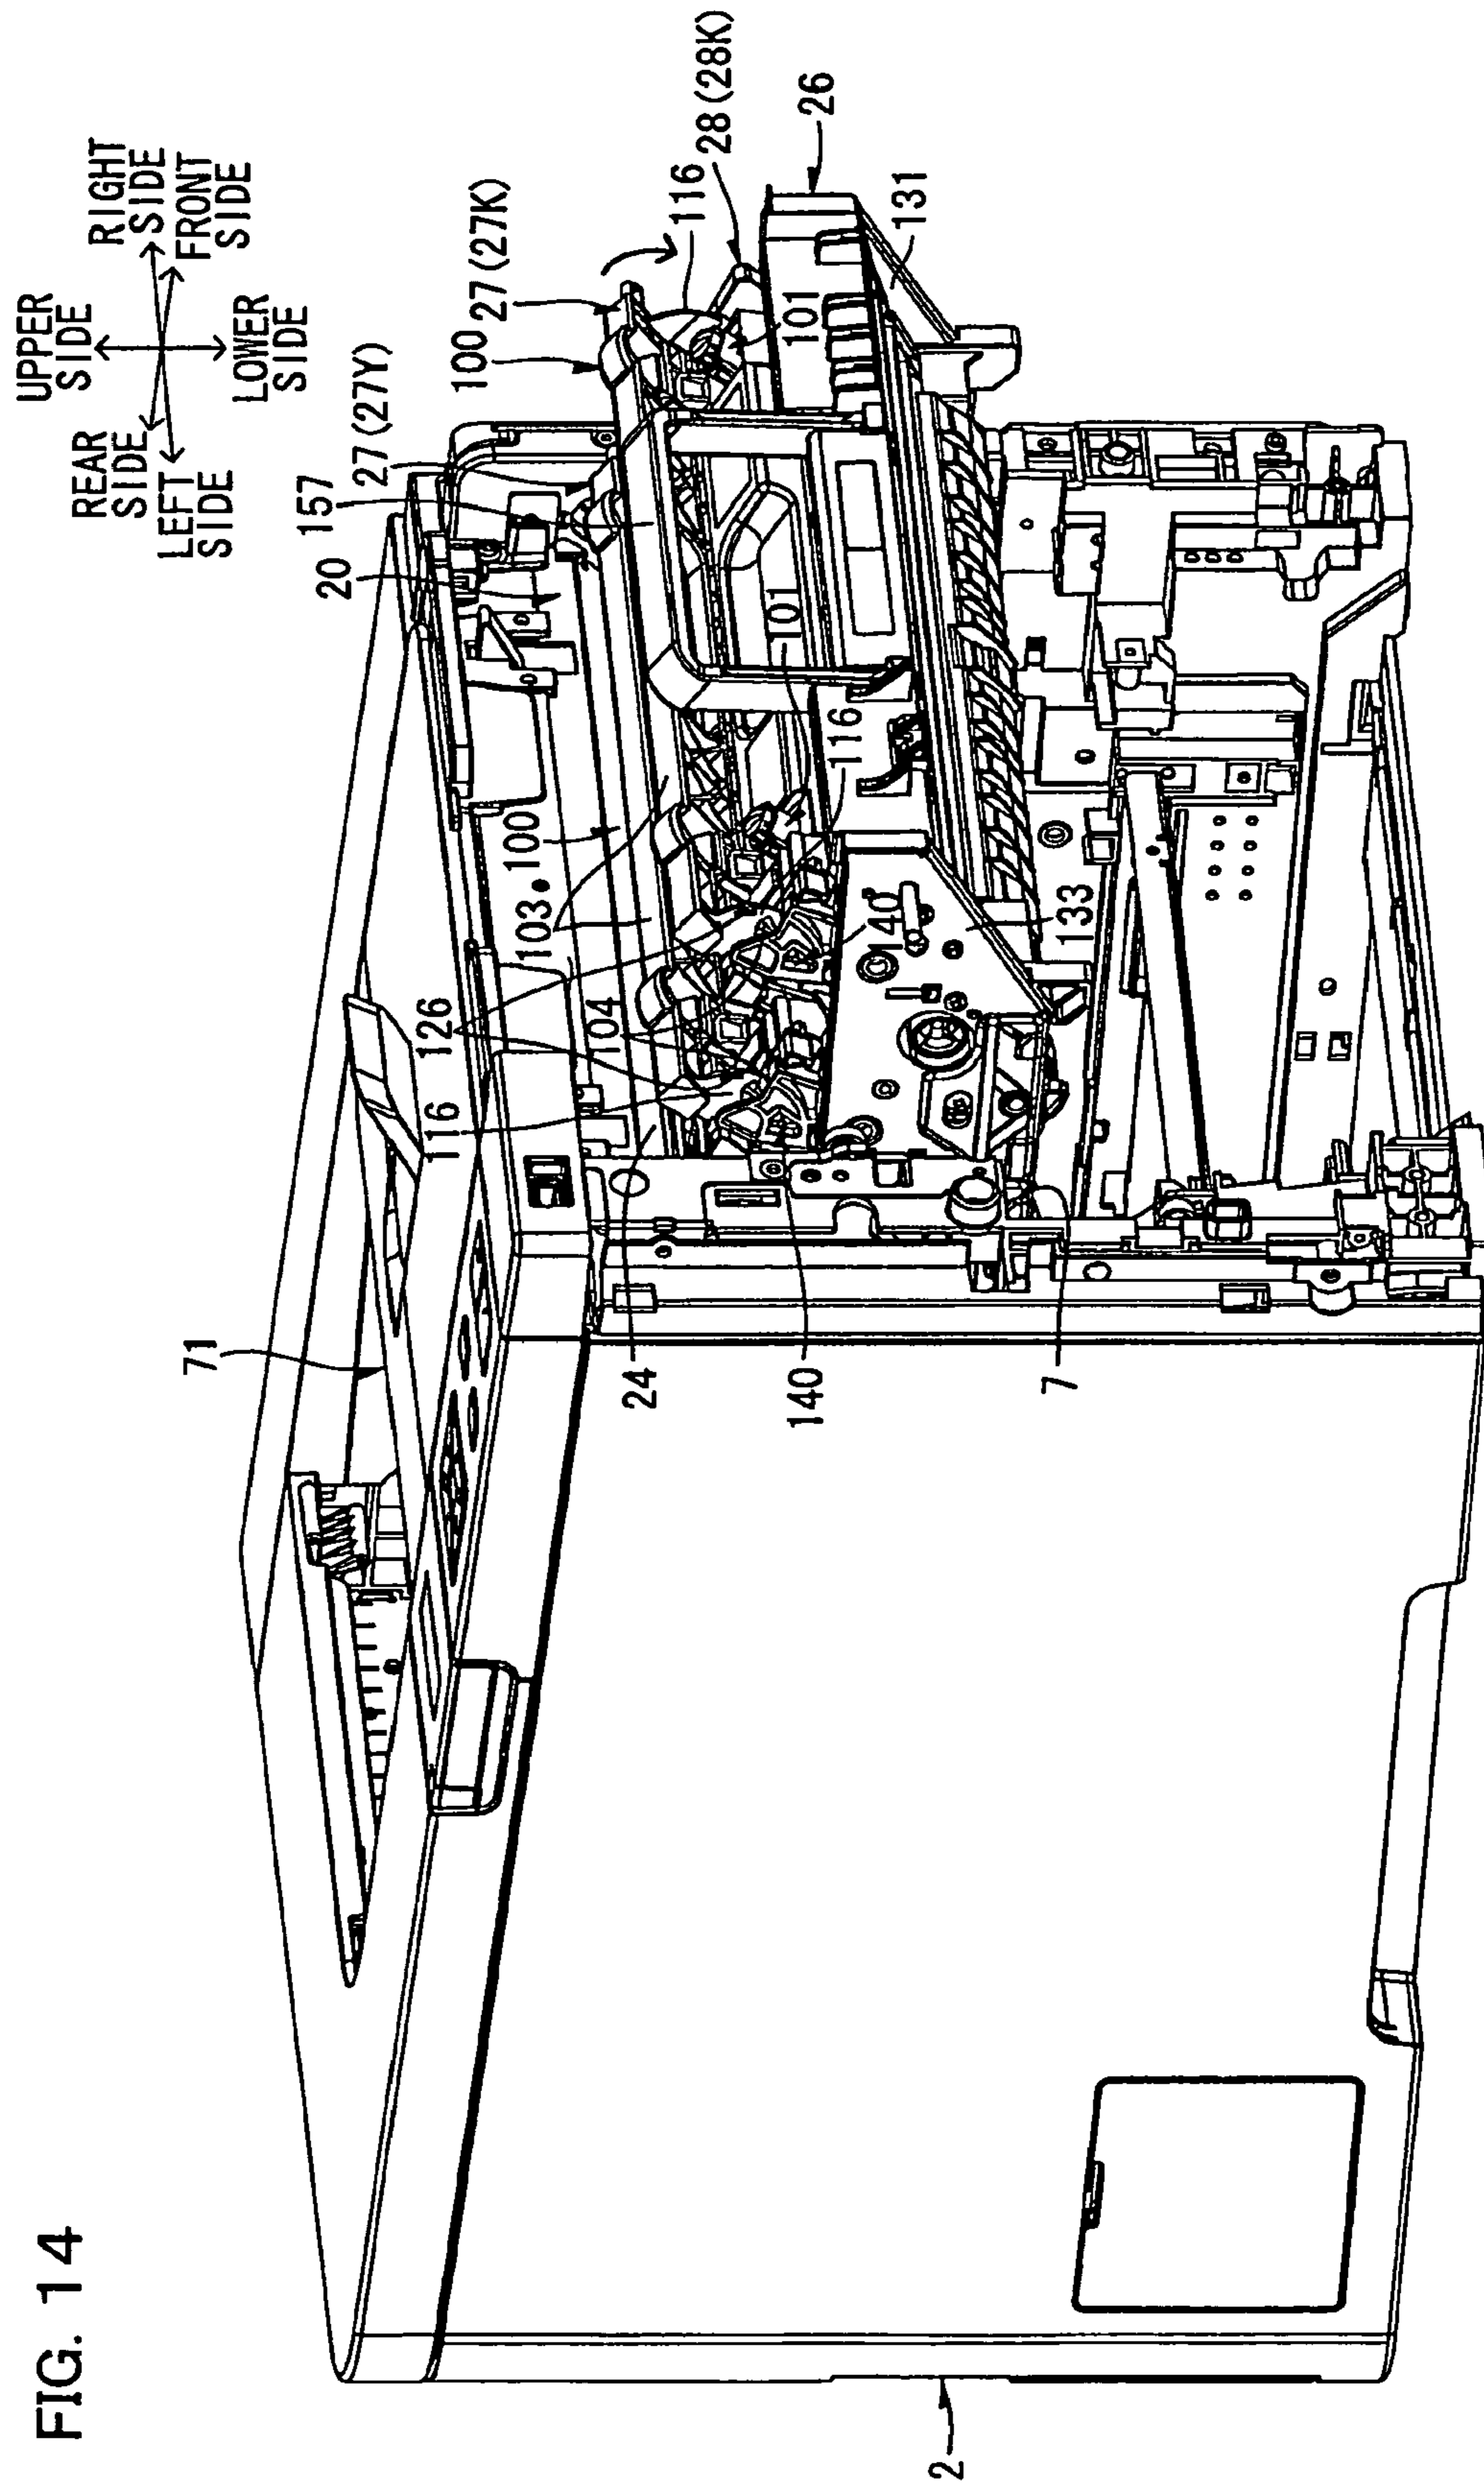 FIG. 14
UPPER
SIDE
REAR
SIDE
LEFT
SIDE
RIGHT
SIDE
FRONT
SIDE
LOWER
SIDE
28 (28K)
26
116
27 (27K)
131
100
27 (27Y)
101
157
20
101
116
100
103
140
133
126
104
116
71
24
140
7
2